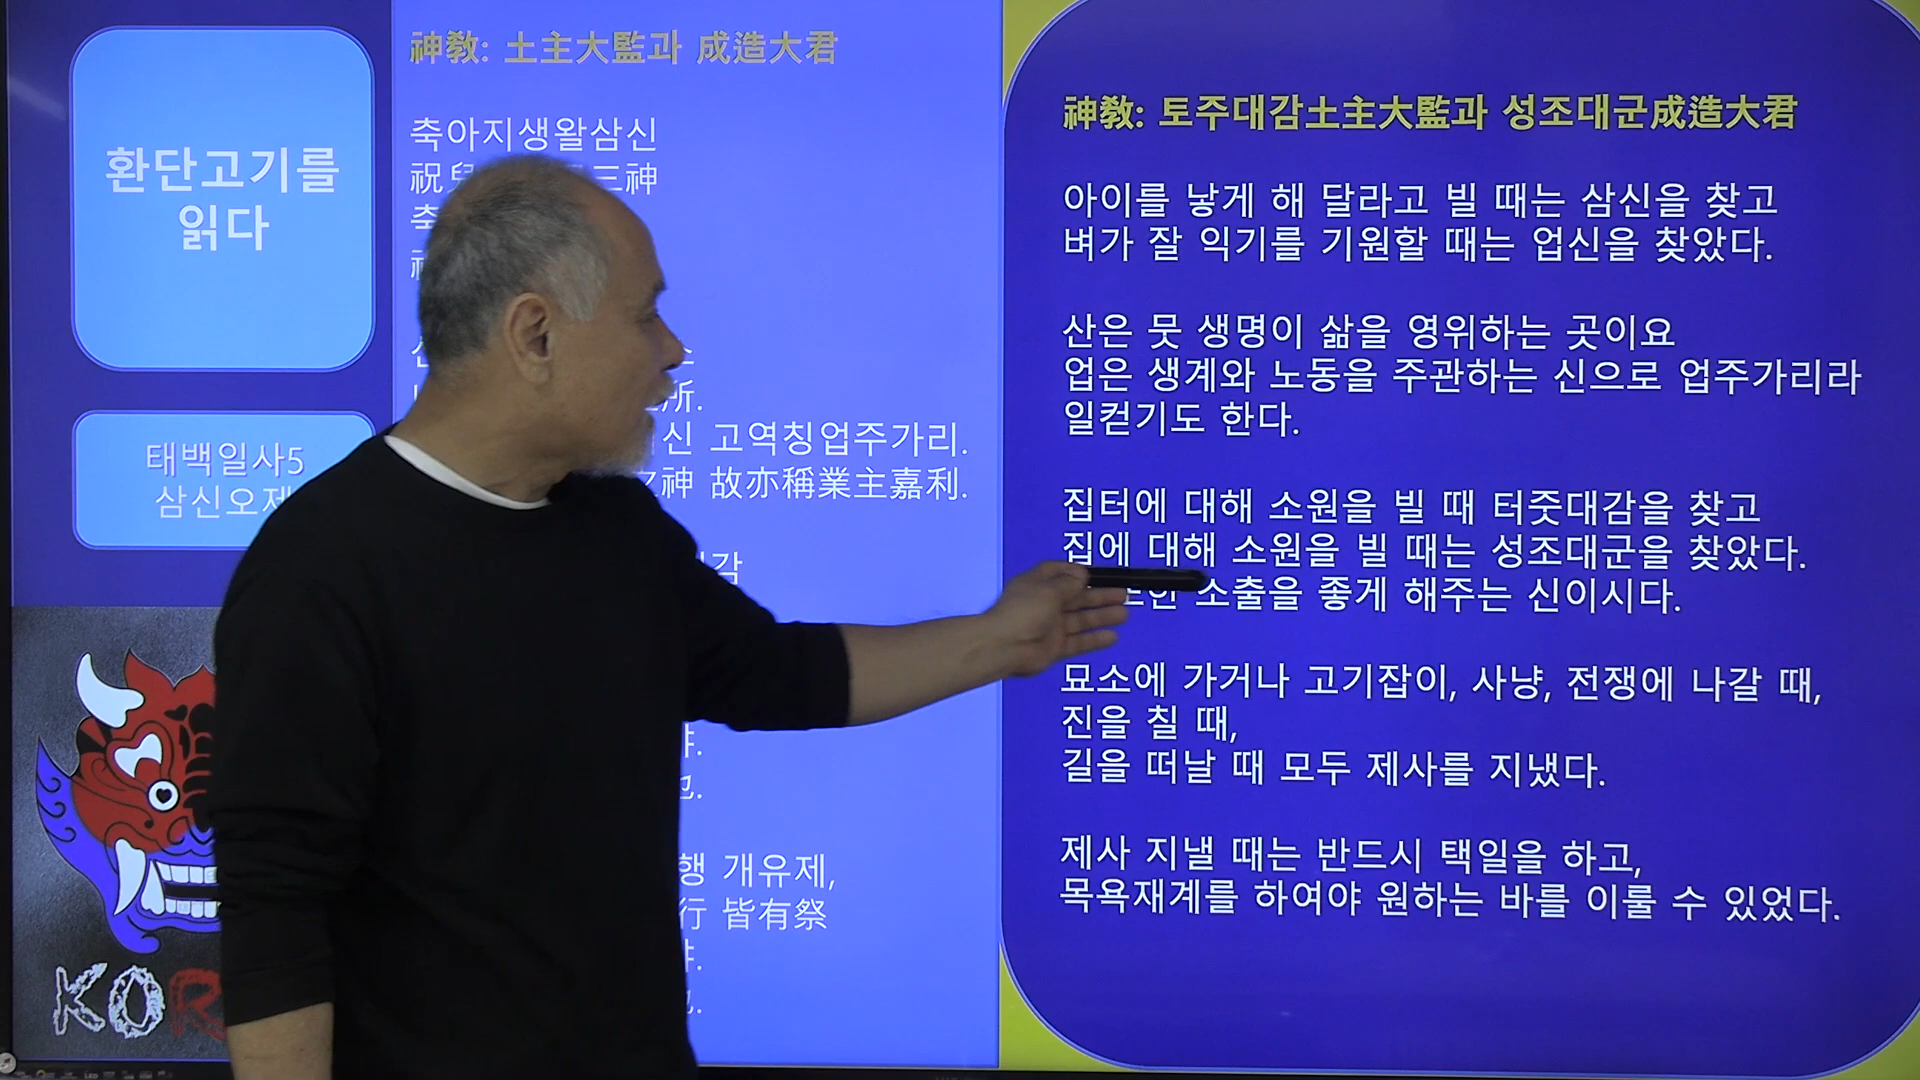 환단고기를
읽다
태백일사5
삼신오제
神敎: 土主大監과 成造大君
축아지생왈삼신
祝兒 三神
所.
신 고역칭업주가리.
之神 故亦稱業主嘉利.
감
야.
也.
행 개유제,
行 皆有祭
야.
也.
神敎: 토주대감土主大監과 성조대군成造大君
아이를 낳게 해 달라고 빌 때는 삼신을 찾고
벼가 잘 익기를 기원할 때는 업신을 찾았다.
산은 뭇 생명이 삶을 영위하는 곳이요
업은 생계와 노동을 주관하는 신으로 업주가리라
일컫기도 한다.
집터에 대해 소원을 빌 때 터줏대감을 찾고
집에 대해 소원을 빌 때는 성조대군을 찾았다.
소출을 좋게 해주는 신이시다.
묘소에 가거나 고기잡이, 사냥, 전쟁에 나갈 때,
진을 칠 때,
길을 떠날 때 모두 제사를 지냈다.
제사 지낼 때는 반드시 택일을 하고,
목욕재계를 하여야 원하는 바를 이룰 수 있었다.
KOR